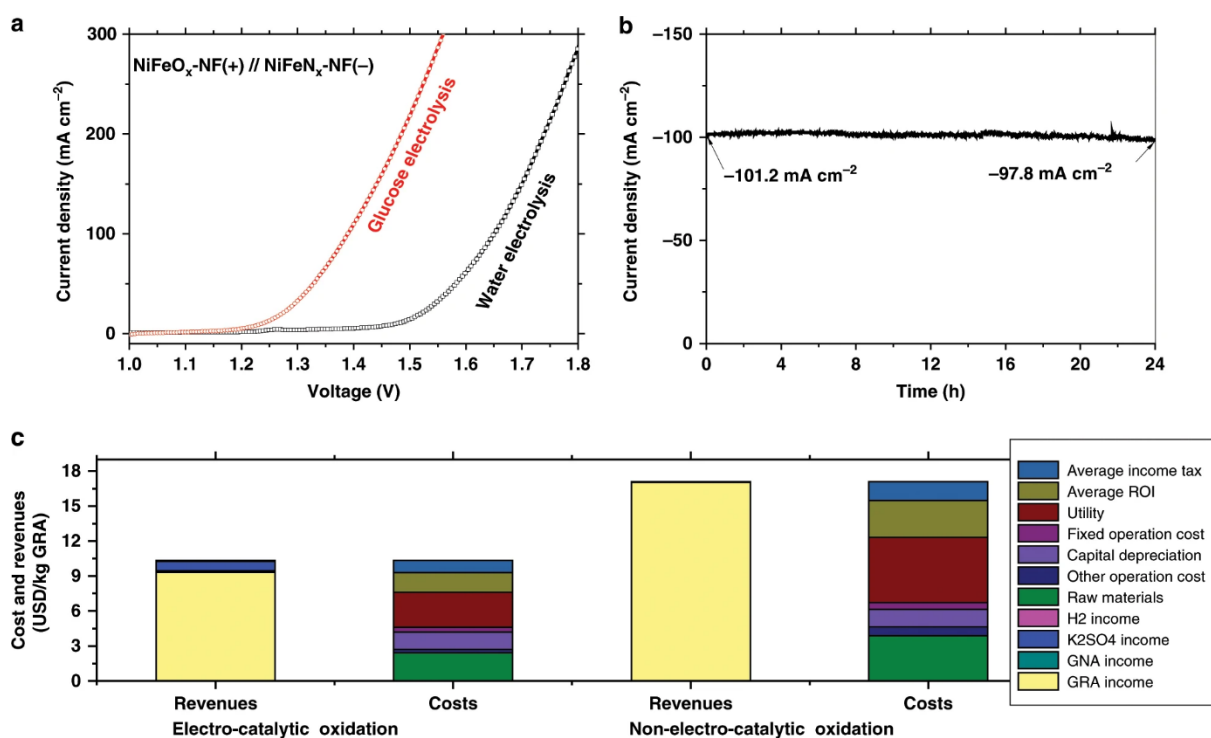 a
300
200
100
0
Current density (mA cm⁻²)
NiFeOₓ-NF(+) // NiFeNₓ-NF(−)
Glucose electrolysis
Water electrolysis
1.0 1.1 1.2 1.3 1.4 1.5 1.6 1.7 1.8
Voltage (V)
b
−150
−100
−50
0
Current density (mA cm⁻²)
−101.2 mA cm⁻²
−97.8 mA cm⁻²
0 4 8 12 16 20 24
Time (h)
c
18
15
12
9
6
3
0
Cost and revenues
(USD/kg GRA)
Revenues Costs Revenues Costs
Electro-catalytic oxidation Non-electro-catalytic oxidation
Average income tax
Average ROI
Utility
Fixed operation cost
Capital depreciation
Other operation cost
Raw materials
H2 income
K2SO4 income
GNA income
GRA income